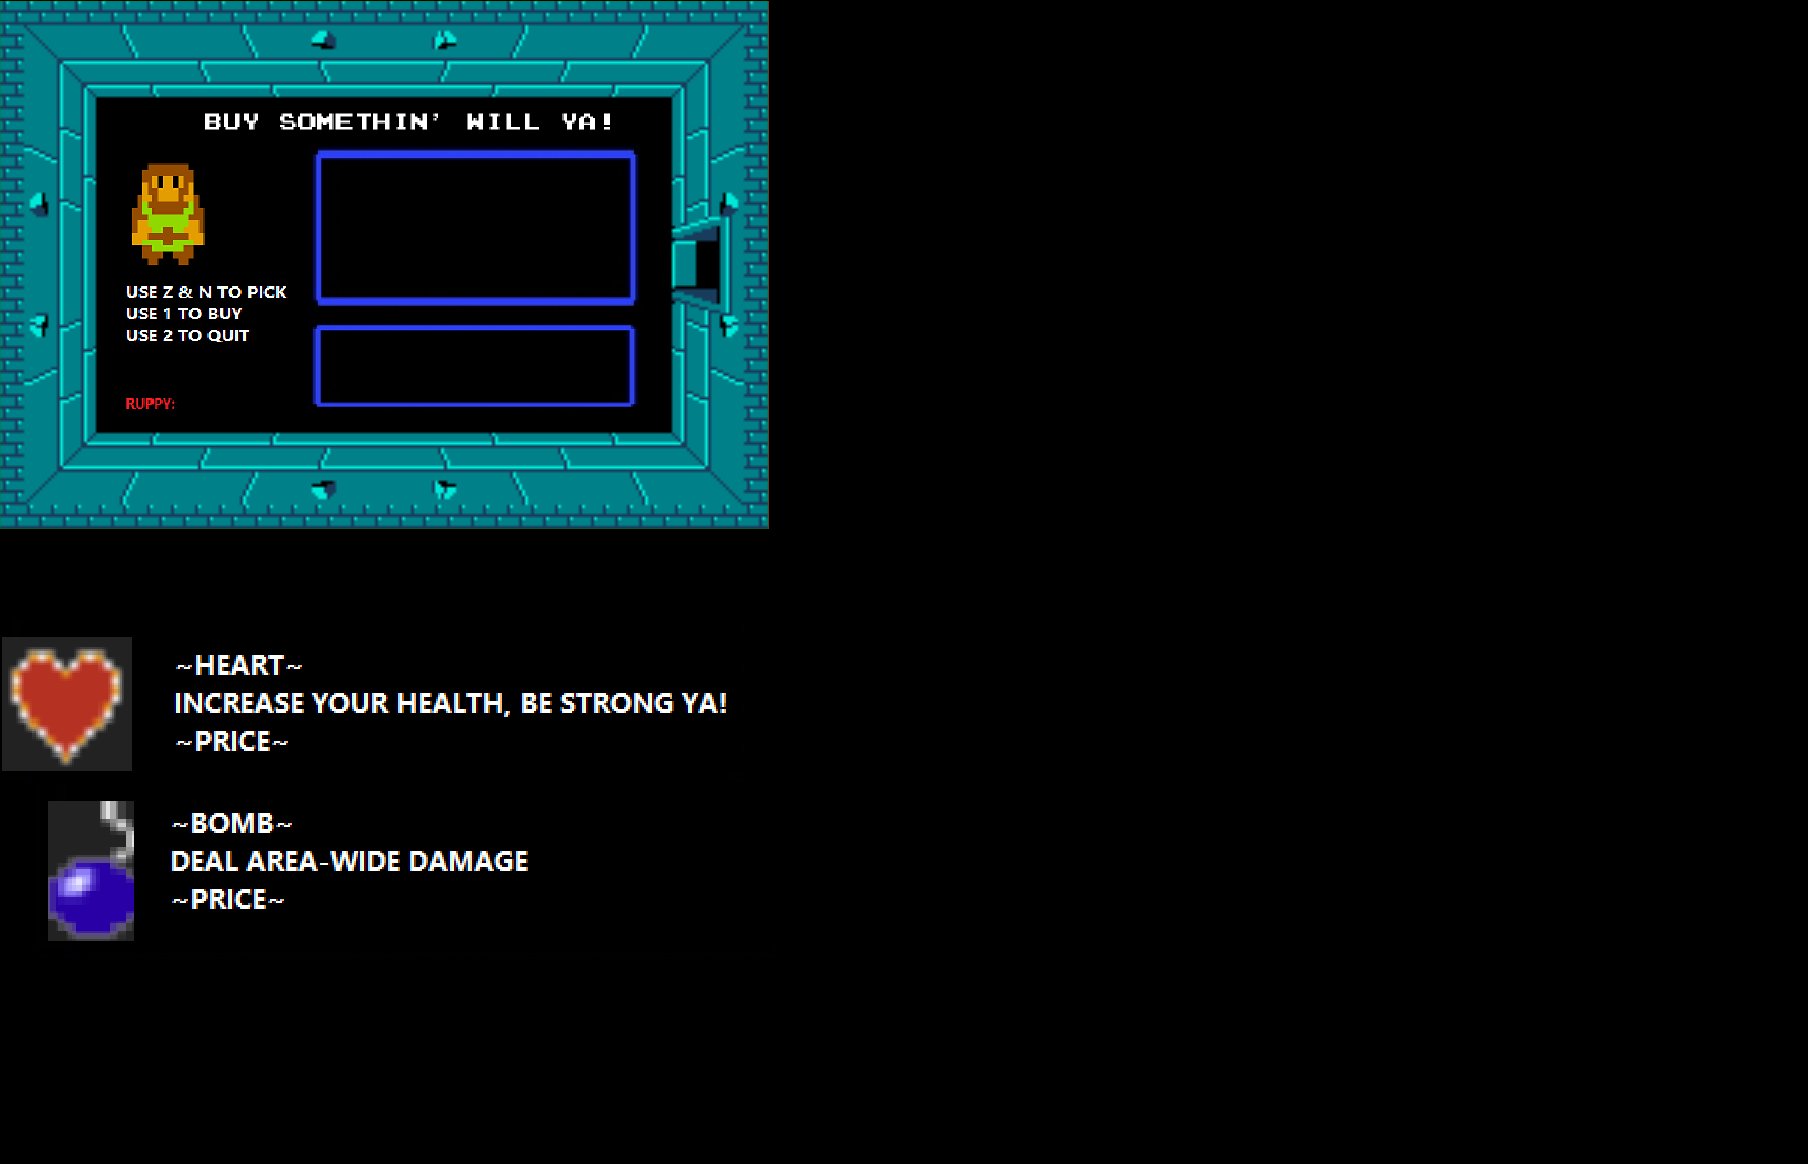 BUY SOMETHIN' WILL YA!
USE Z & N TO PICK
USE 1 TO BUY
USE 2 TO QUIT
RUPPY:
~HEART~
INCREASE YOUR HEALTH, BE STRONG YA!
~PRICE~
~BOMB~
DEAL AREA-WIDE DAMAGE
~PRICE~